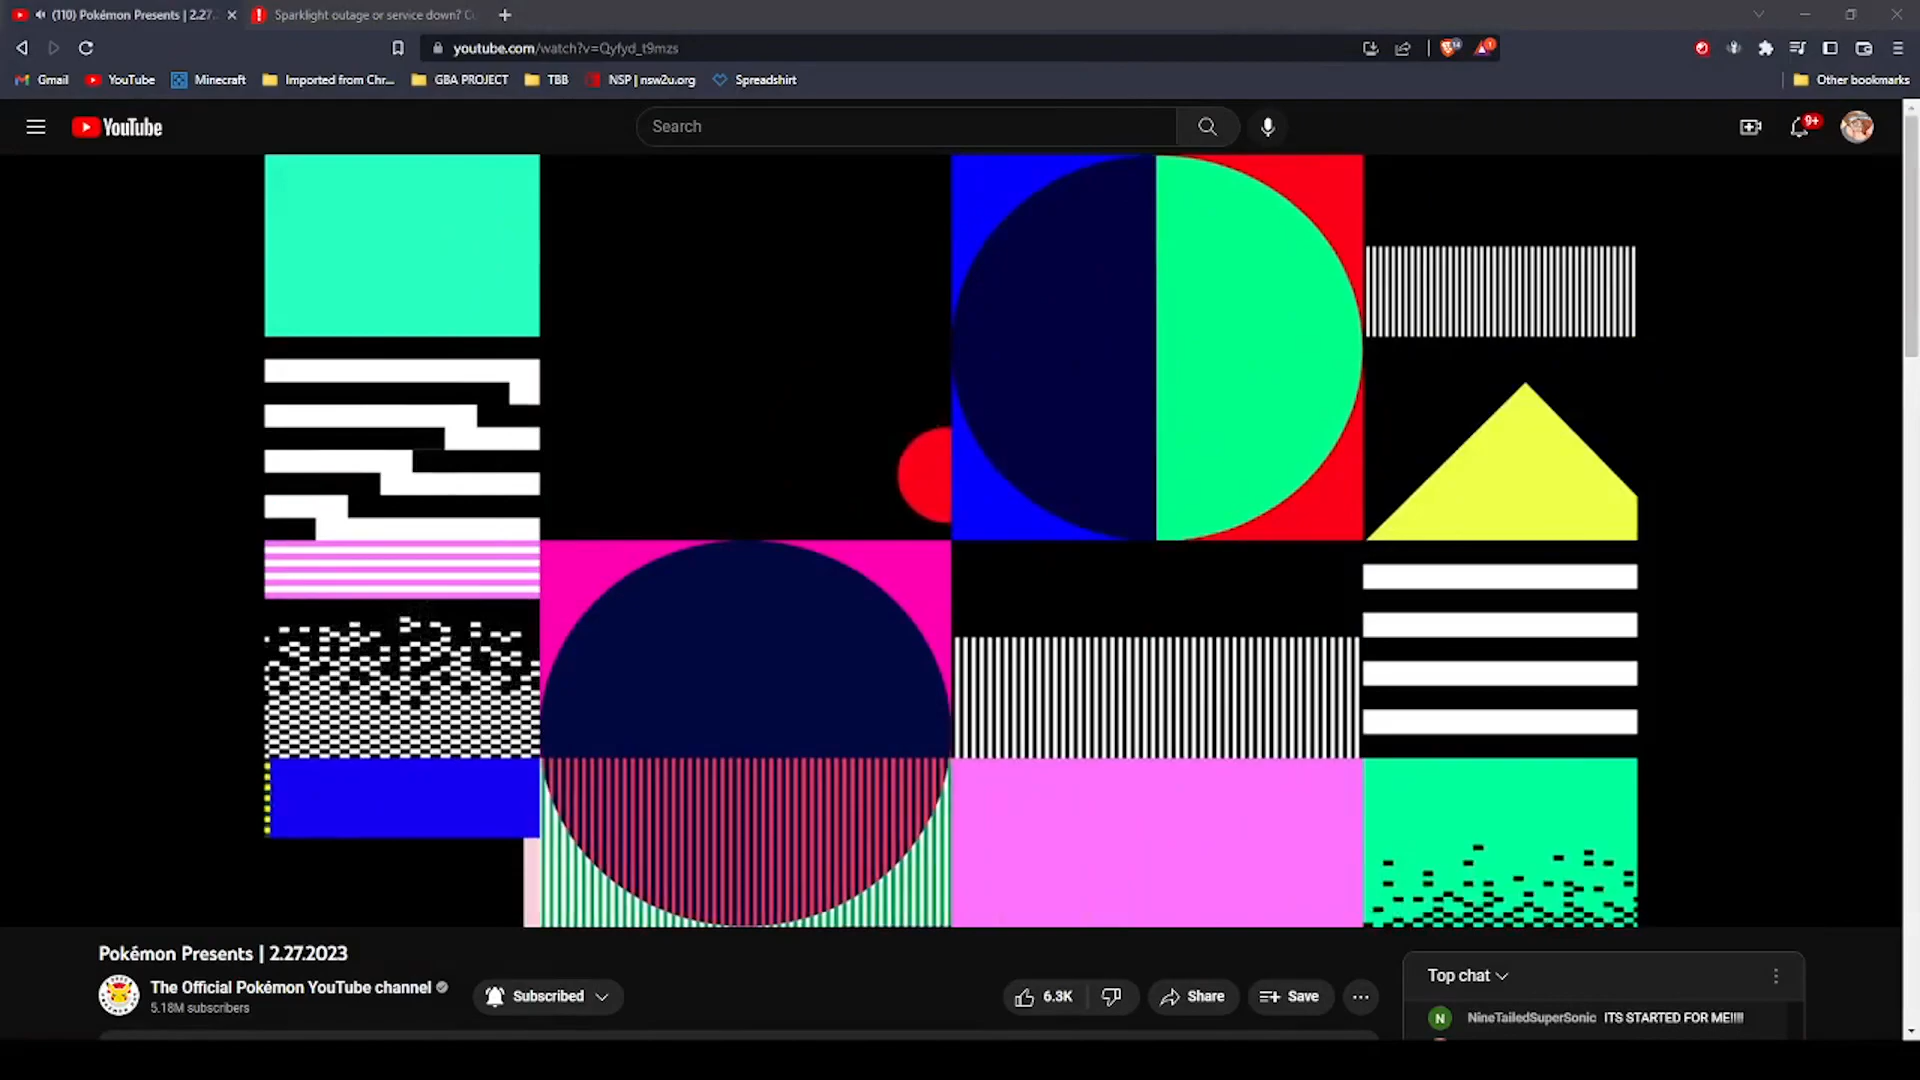 (110) Pokémon Presents | 2.27.
Sparklight outage or service down? C
youtube.com/watch?v=Qyfyd_t9mzs
14
1
Gmail
YouTube
Minecraft
Imported from Chr...
GBA PROJECT
TBB
NSP | nsw2u.org
Spreadshirt
Other bookmarks
YouTube
Search
9+
Pokémon Presents | 2.27.2023
The Official Pokémon YouTube channel
5.18M subscribers
Subscribed
6.3K
Share
Save
Top chat
N
NineTailedSuperSonic ITS STARTED FOR ME!!!!